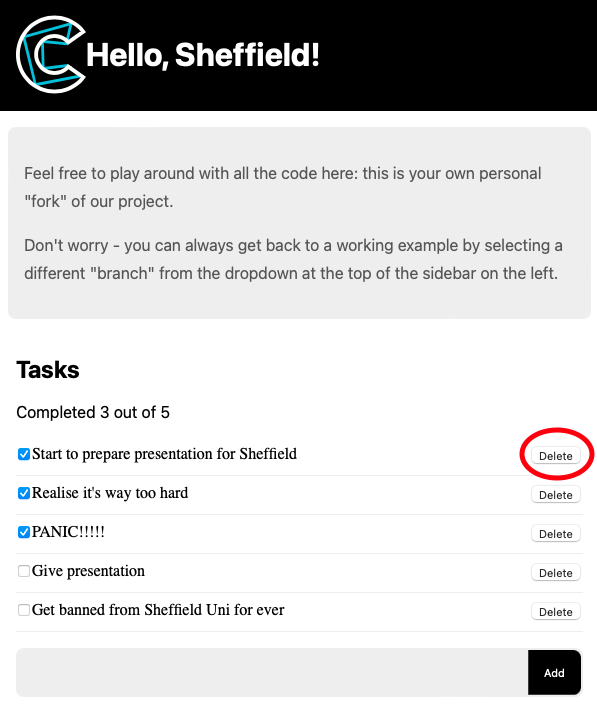 Hello, Sheffield!
Feel free to play around with all the code here: this is your own personal
"fork" of our project.
Don't worry - you can always get back to a working example by selecting a
different "branch" from the dropdown at the top of the sidebar on the left.
Tasks
Completed 3 out of 5
Start to prepare presentation for Sheffield Delete
Realise it's way too hard Delete
PANIC!!!!! Delete
Give presentation Delete
Get banned from Sheffield Uni for ever Delete
Add